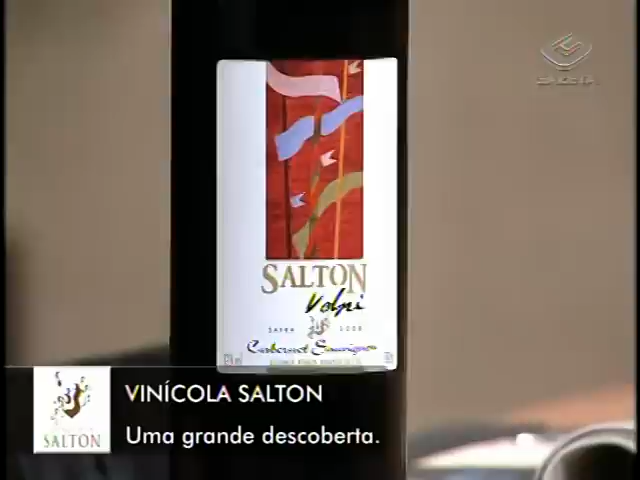 SALTON
Volpi
SAFRA 2008
Cabernet Sauvignon
VINÍCOLA SALTON
SALTON
Uma grande descoberta.